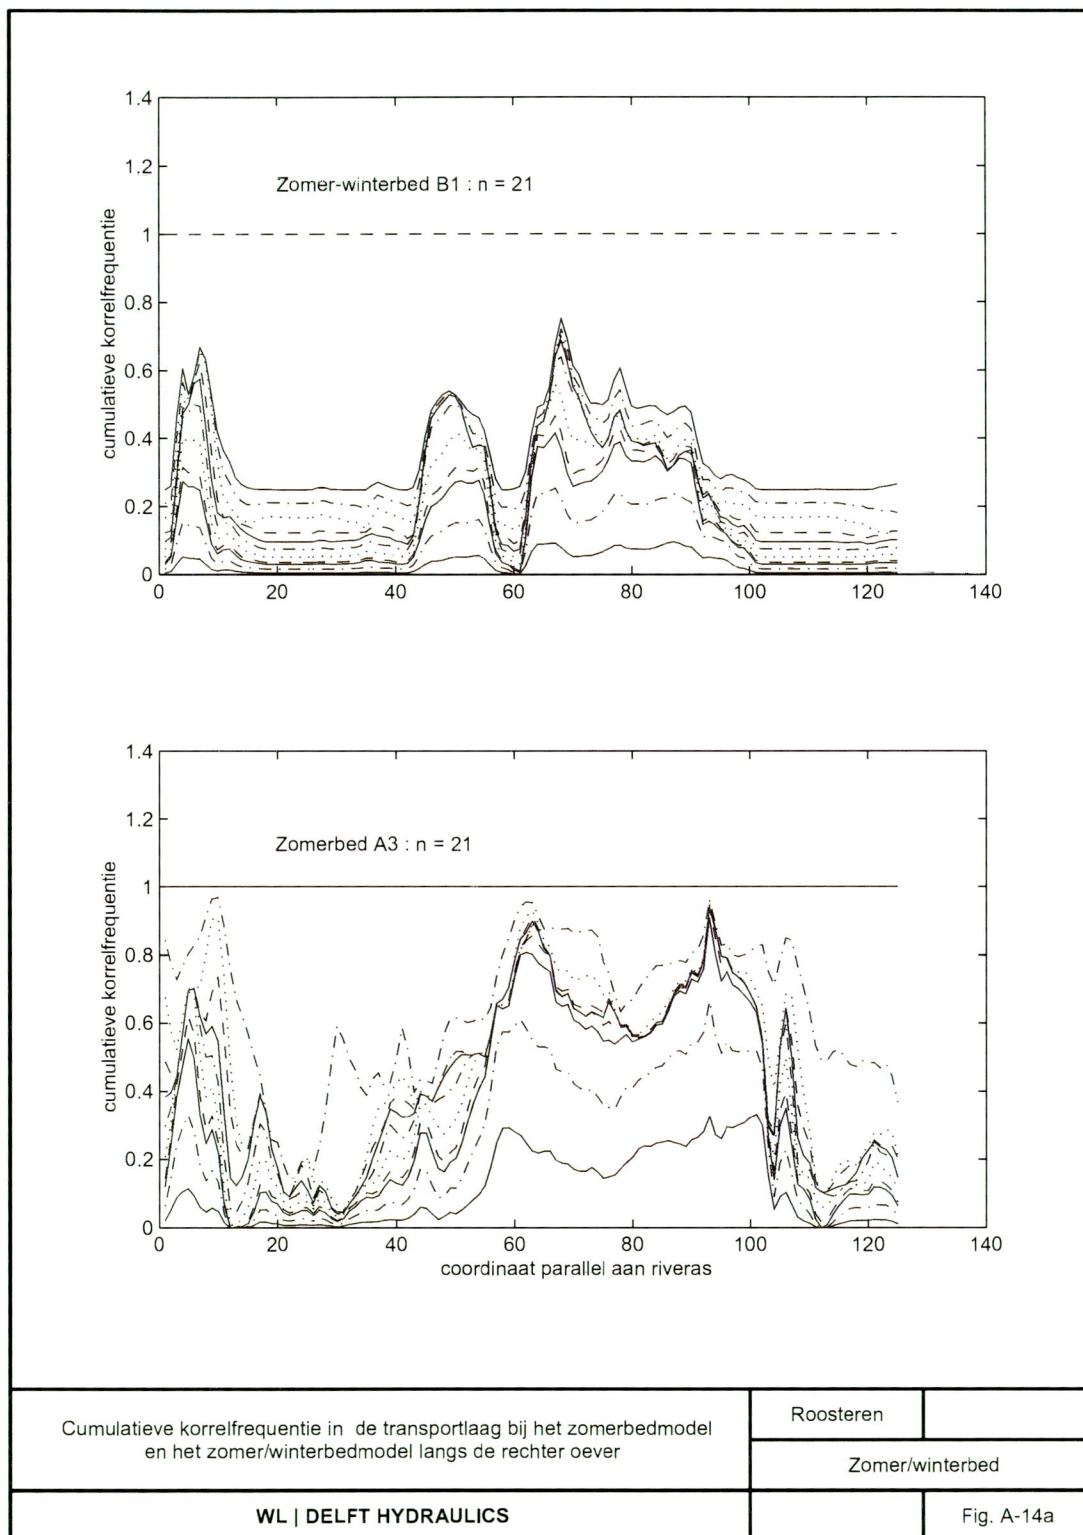 1.4
1.2
Zomer-winterbed B1 : n = 21
1
0.8
0.6
0.4
0.2
0
cumulatieve korrelfrequentie
0 20 40 60 80 100 120 140
1.4
1.2
Zomerbed A3 : n = 21
1
0.8
0.6
0.4
0.2
0
cumulatieve korrelfrequentie
0 20 40 60 80 100 120 140
coordinaat parallel aan riveras
Cumulatieve korrelfrequentie in de transportlaag bij het zomerbedmodel
en het zomer/winterbedmodel langs de rechter oever
Roosteren
Zomer/winterbed
WL | DELFT HYDRAULICS
Fig. A-14a